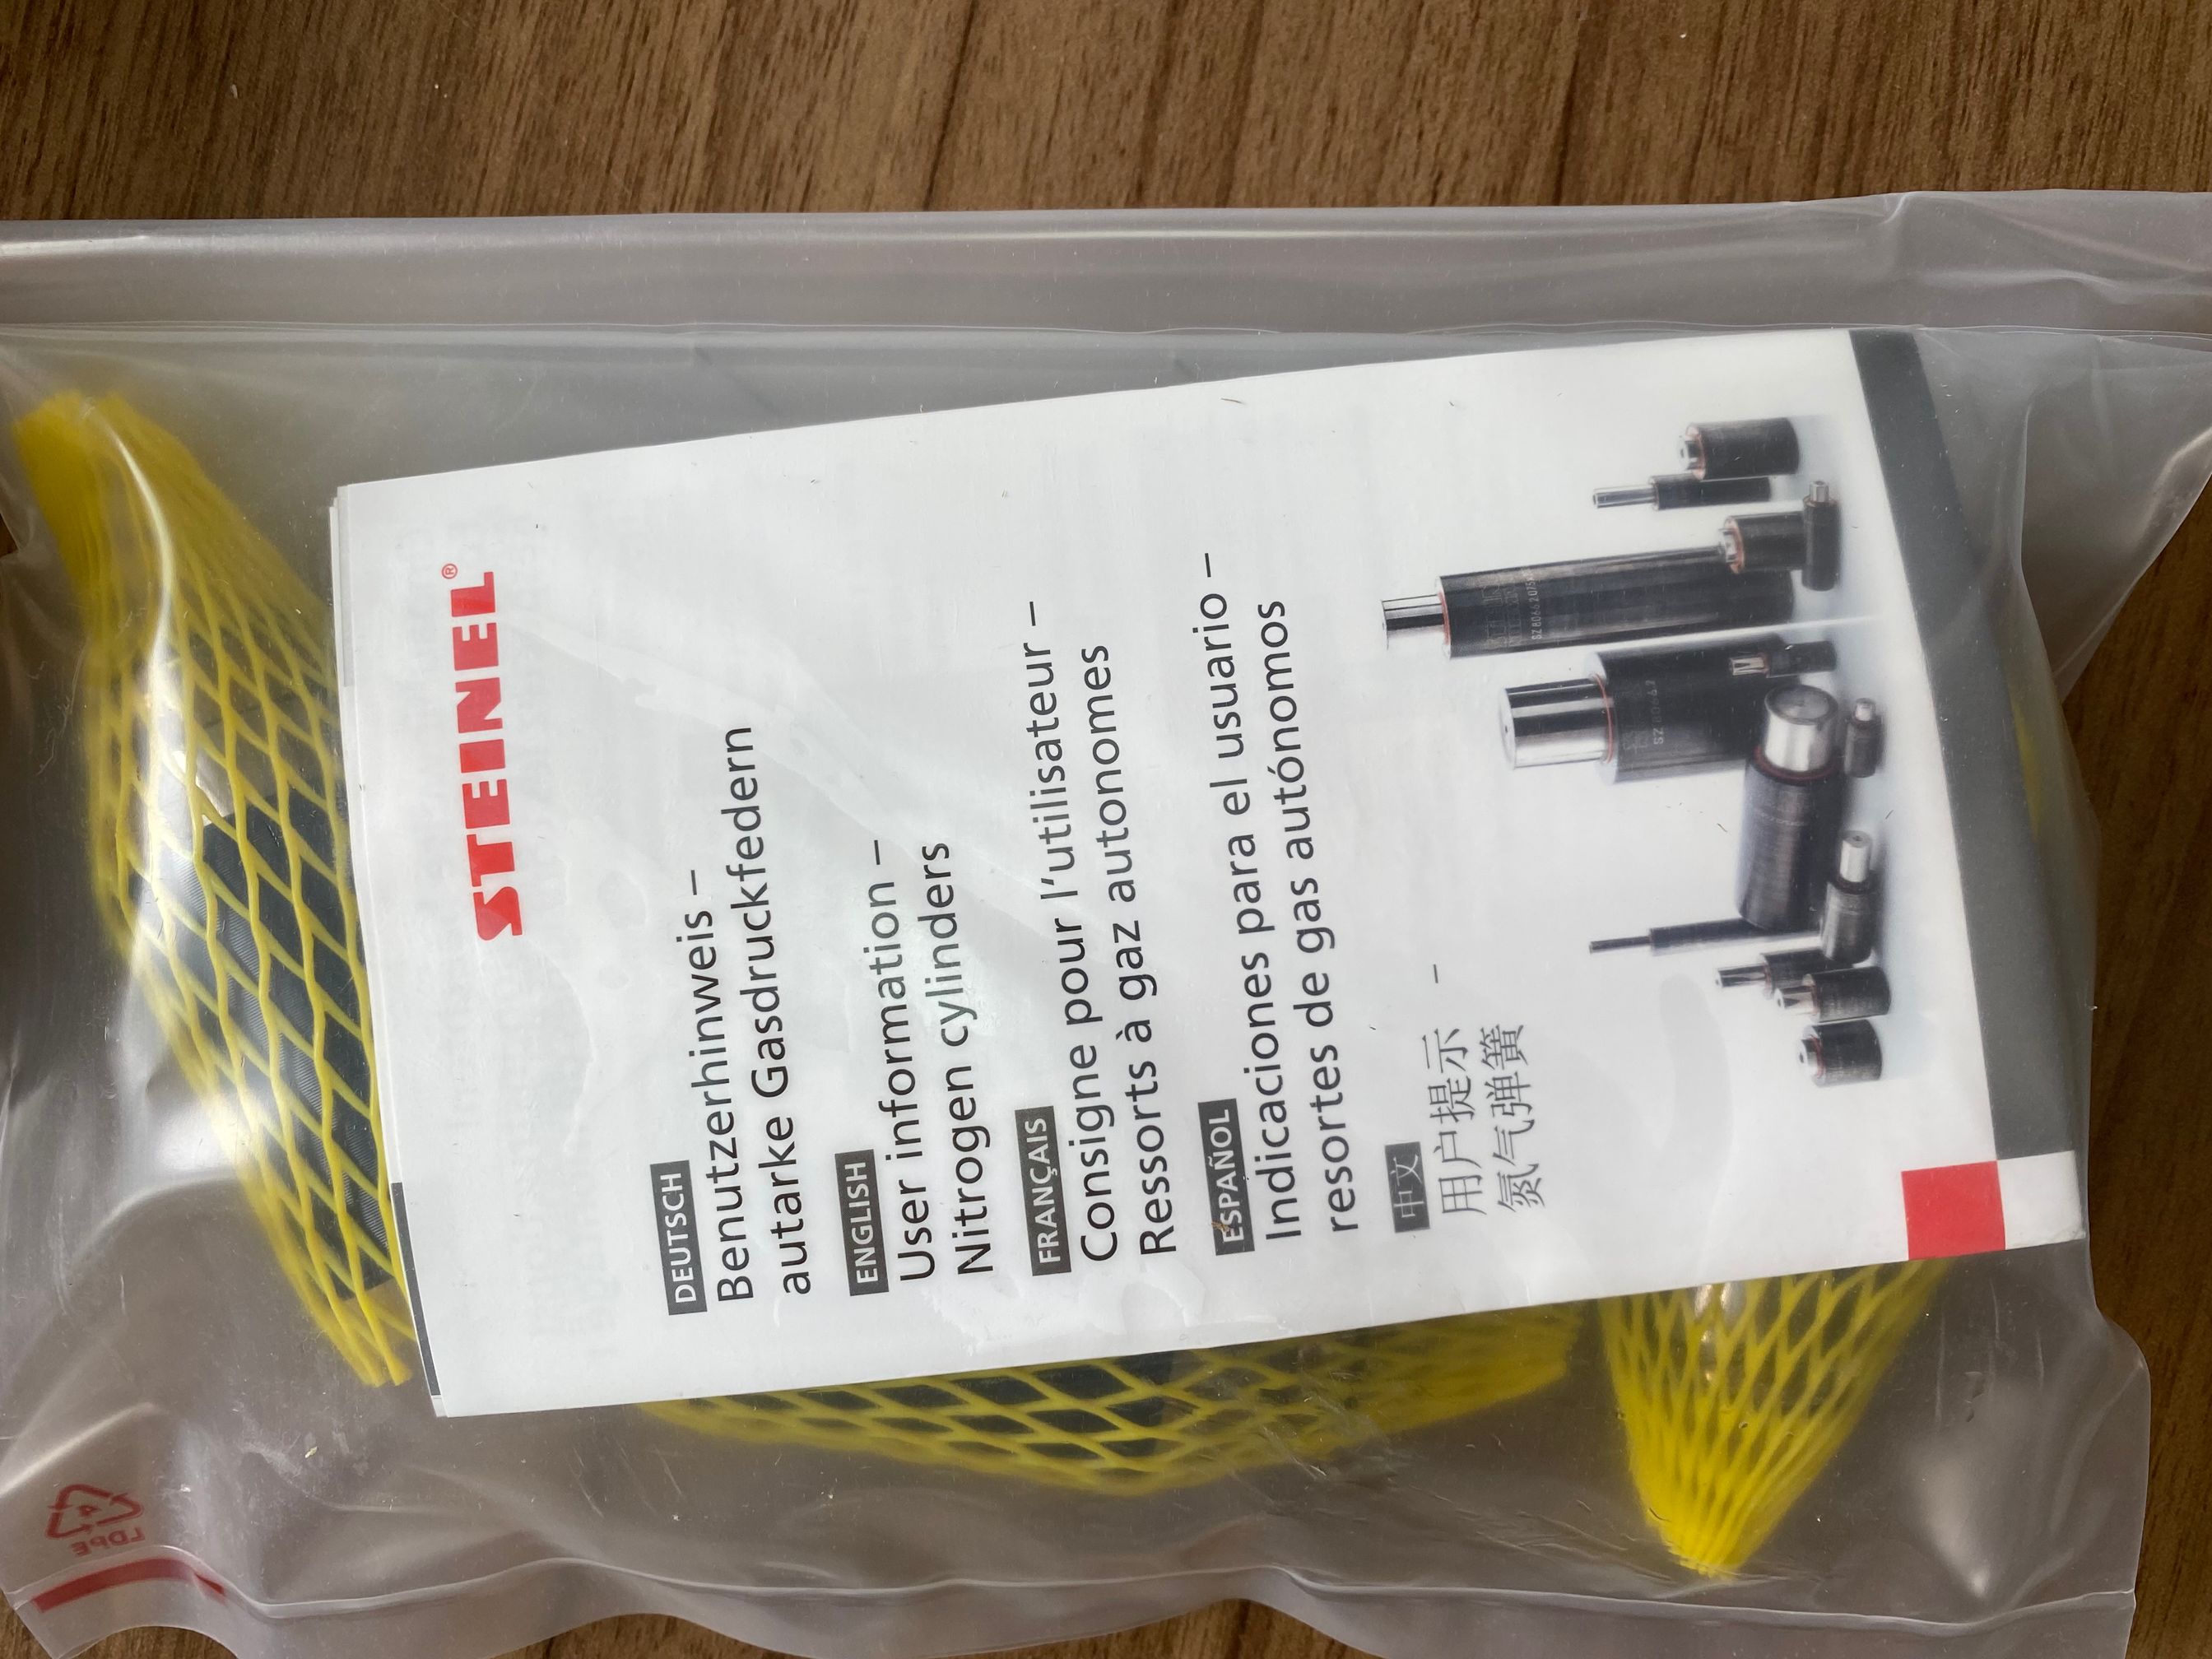 STEINEL®
DEUTSCH
Benutzerhinweis –
autarke Gasdruckfedern
ENGLISH
User information –
Nitrogen cylinders
FRANÇAIS
Consigne pour l'utilisateur –
Ressorts à gaz autonomes
ESPAÑOL
Indicaciones para el usuario –
resortes de gas autónomos
中文
用户提示 –
氮气弹簧
4
LDPE